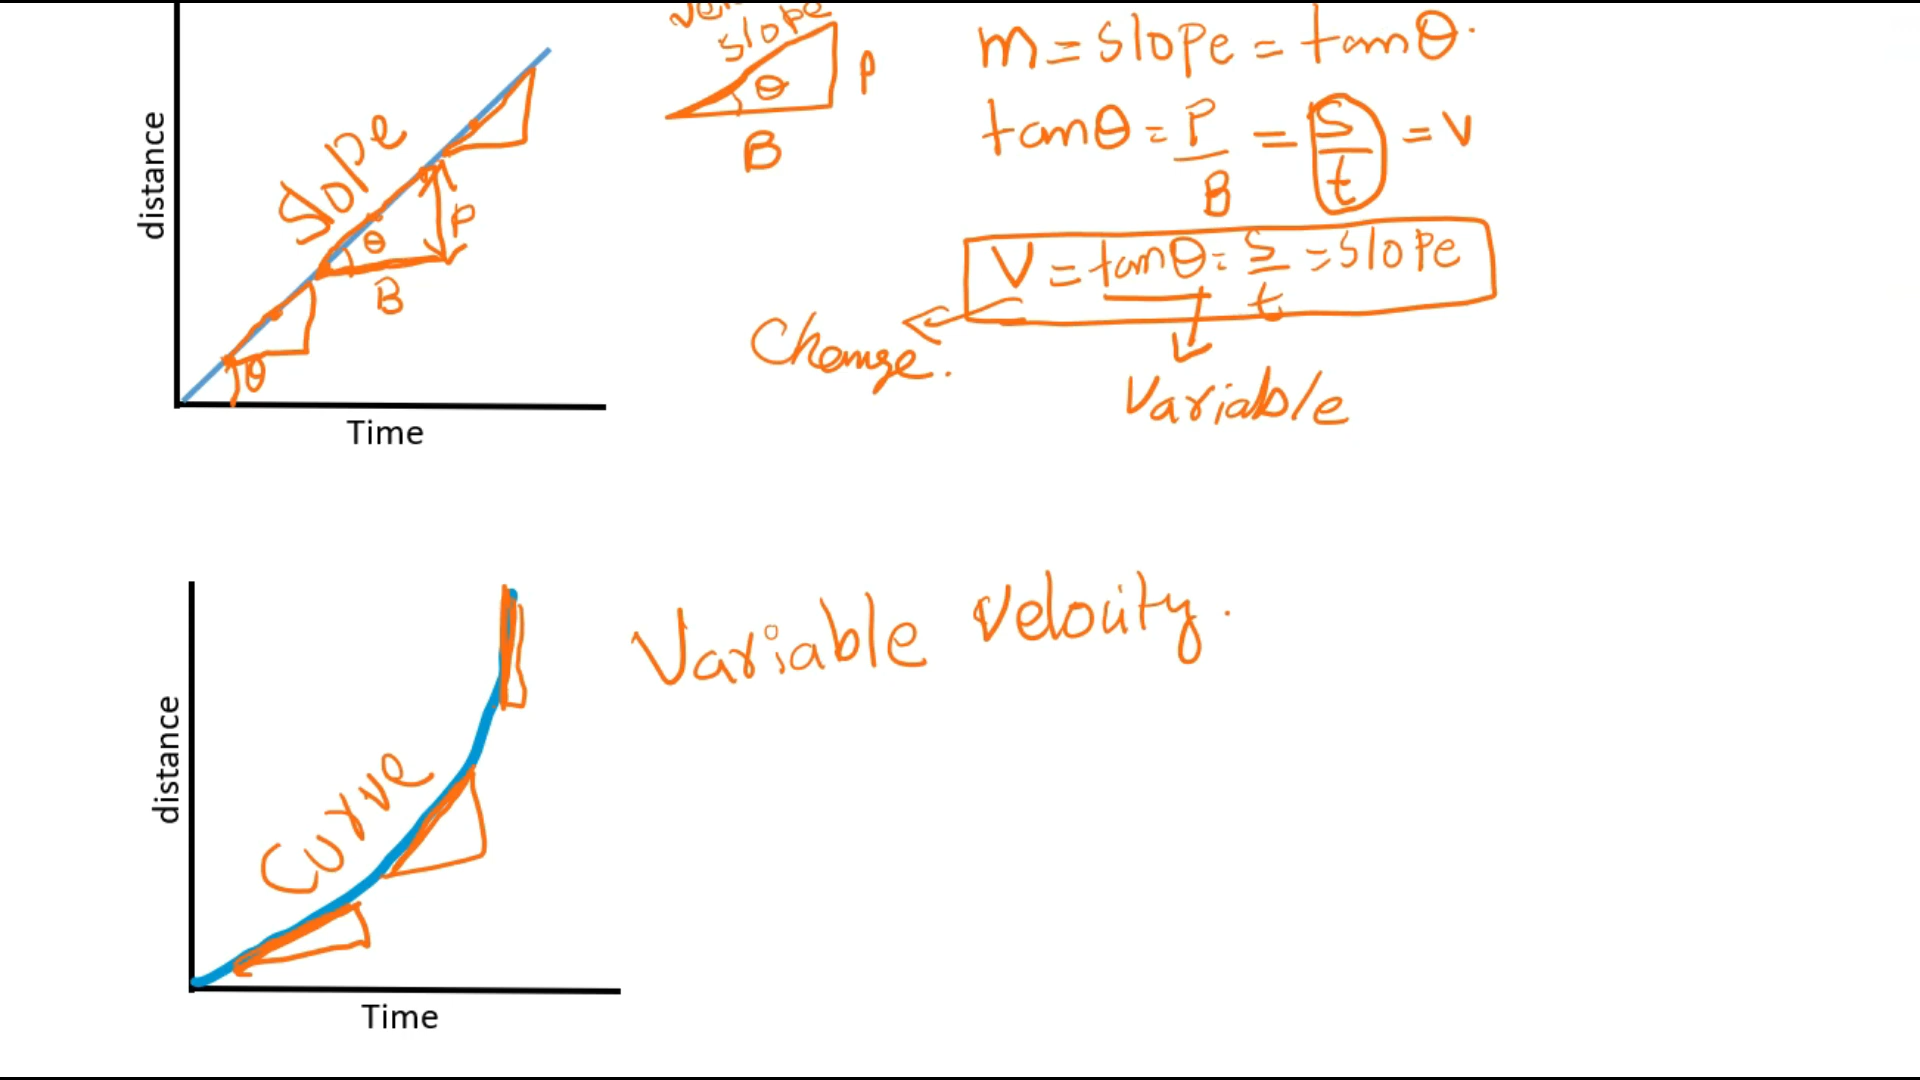 slope
P
θ
B
m = slope = tanθ.
tanθ = P/B = s/t = v
V = tanθ = s/t = slope
Change.
Variable
distance
slope
θ
P
B
θ
Time
Variable velocity.
distance
Curve
Time